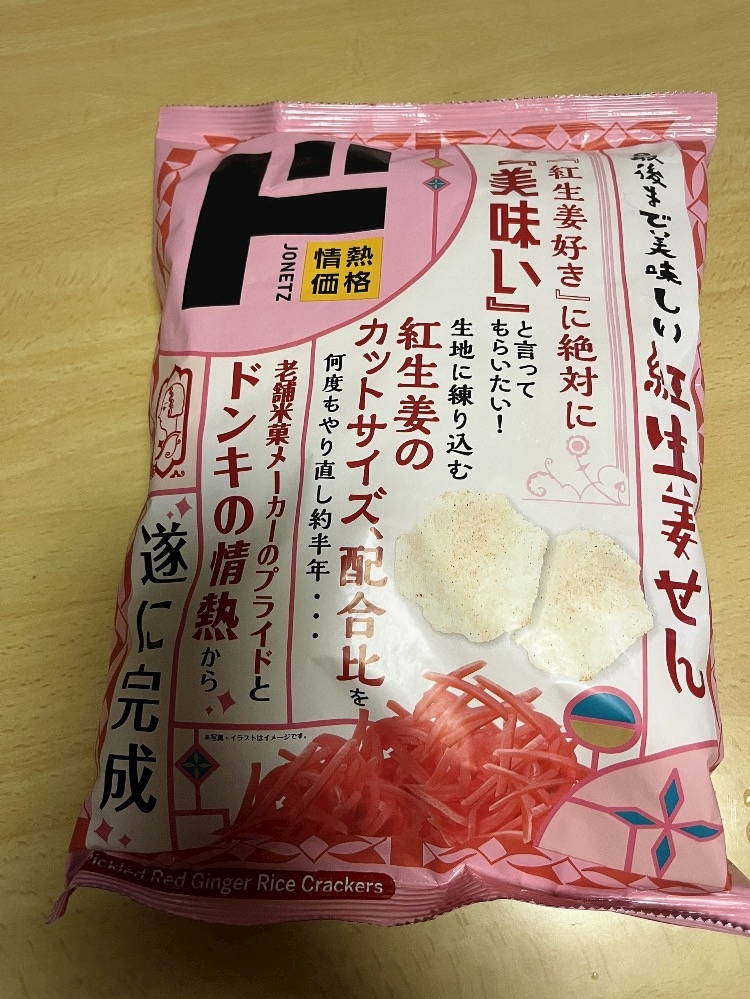 最後まで美味しい紅生姜せん
『紅生姜好き』に絶対に
『美味い』
と言って
もらいたい！
生地に練り込む
紅生姜の
カットサイズ、配合比を
何度もやり直し約半年・・・
老舗米菓メーカーのプライドと
ドンキの情熱から
遂に完成
ド
JONETZ
情熱
価格
※写真・イラストはイメージです。
Pickled Red Ginger Rice Crackers